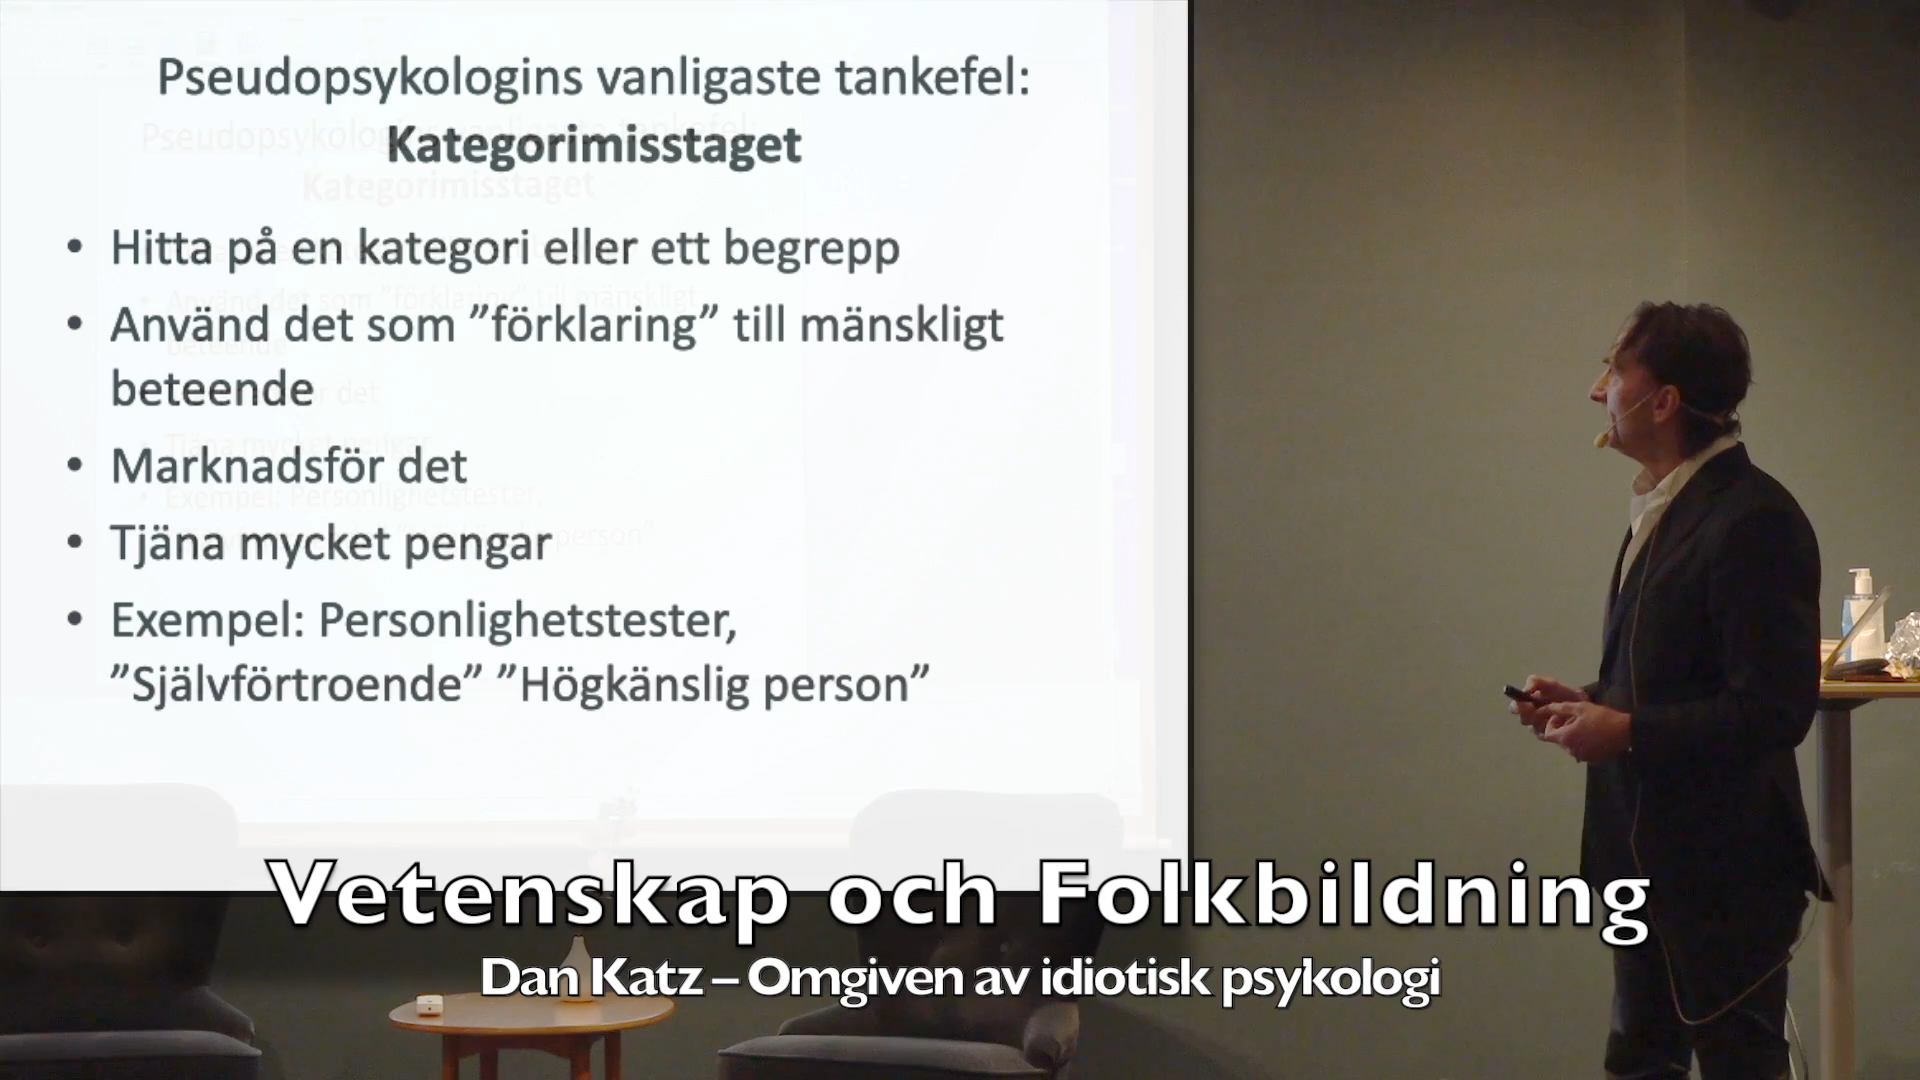 Pseudopsykologins vanligaste tankefel:
Kategorimisstaget
• Hitta på en kategori eller ett begrepp
• Använd det som ”förklaring” till mänskligt
beteende
• Marknadsför det
• Tjäna mycket pengar
• Exempel: Personlighetstester,
”Självförtroende” ”Högkänslig person”
Vetenskap och Folkbildning
Dan Katz – Omgiven av idiotisk psykologi